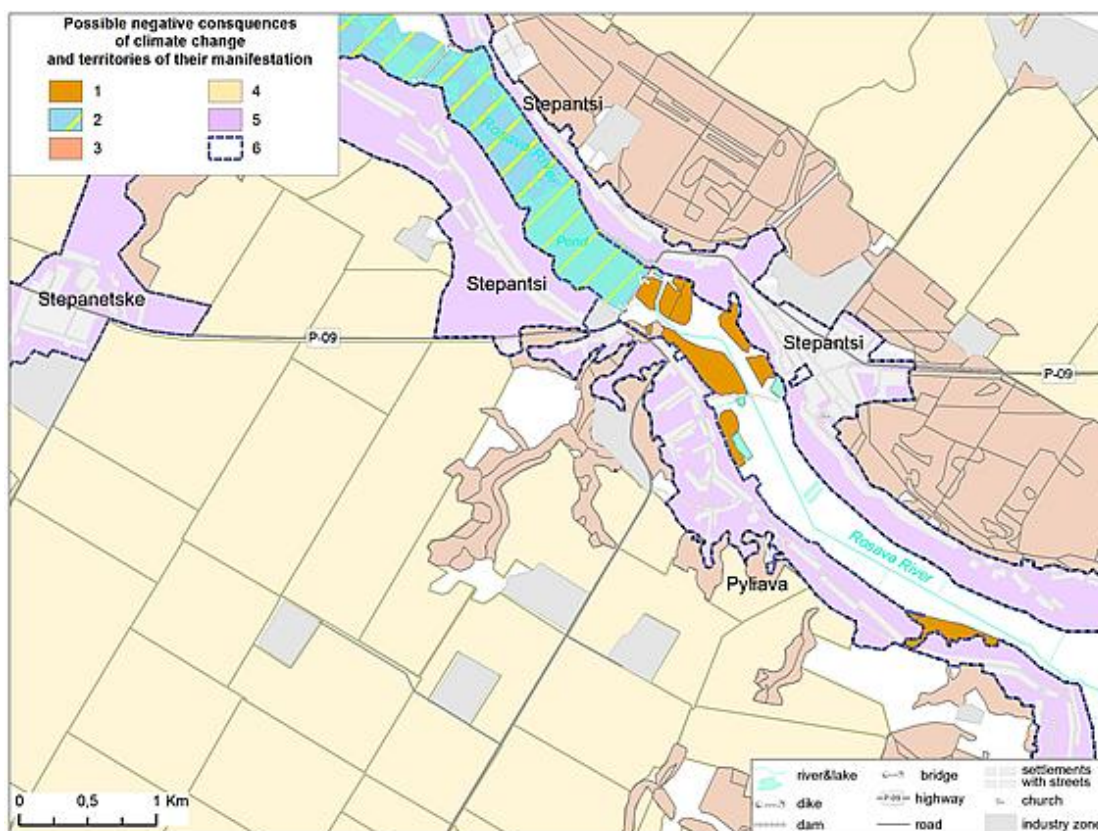 Possible negative consquences
of climate change
and territories of their manifestation
1 4
2 5
3 6
Stepantsi
Rosava River
Pond
Stepantsi
Stepanetske
P-09
Stepantsi
P-09
Rosava River
Pyliava
0 0,5 1 Km
river&lake bridge settlements with streets
dike highway church
dam road industry zone
P-09